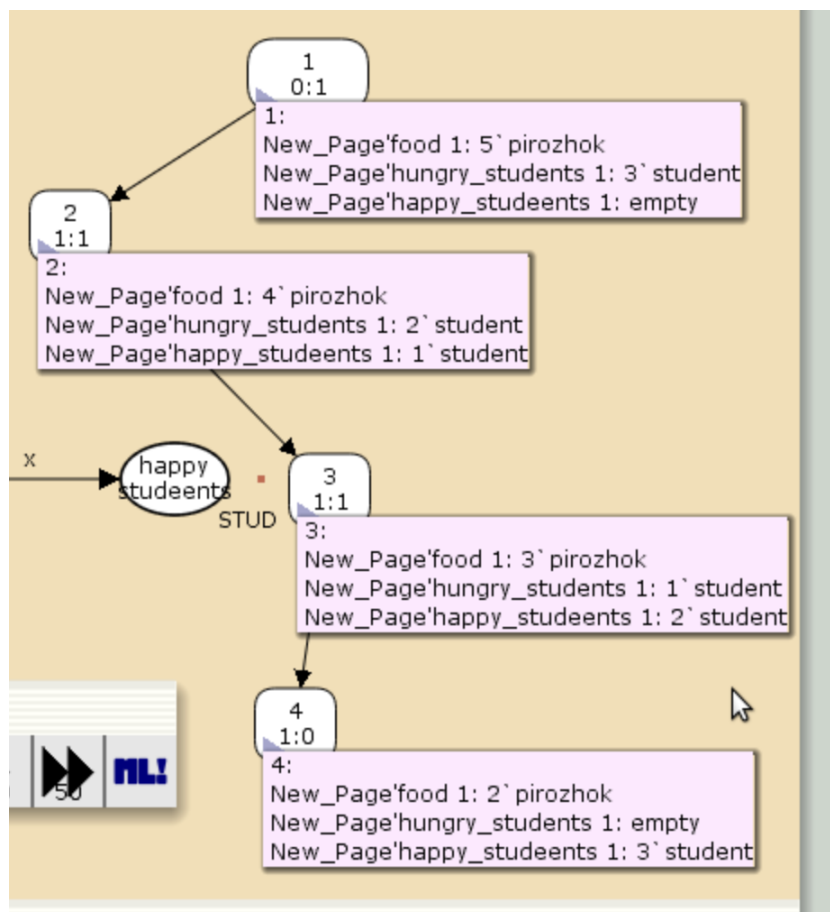 1
0:1
1:
New_Page'food 1: 5`pirozhok
New_Page'hungry_students 1: 3`student
New_Page'happy_studeents 1: empty
2
1:1
2:
New_Page'food 1: 4`pirozhok
New_Page'hungry_students 1: 2`student
New_Page'happy_studeents 1: 1`student
x
happy
studeents
STUD
3
1:1
3:
New_Page'food 1: 3`pirozhok
New_Page'hungry_students 1: 1`student
New_Page'happy_studeents 1: 2`student
4
1:0
4:
New_Page'food 1: 2`pirozhok
New_Page'hungry_students 1: empty
New_Page'happy_studeents 1: 3`student
50
ML!